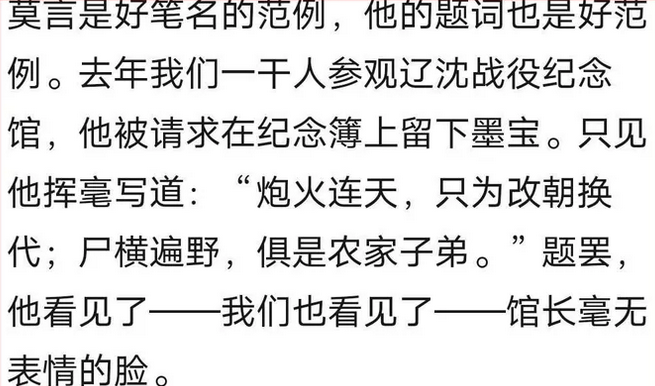 莫言是好笔名的范例，他的题词也是好范
例。去年我们一干人参观辽沈战役纪念
馆，他被请求在纪念簿上留下墨宝。只见
他挥毫写道：“炮火连天，只为改朝换
代；尸横遍野，俱是农家子弟。”题罢，
他看见了——我们也看见了——馆长毫无
表情的脸。